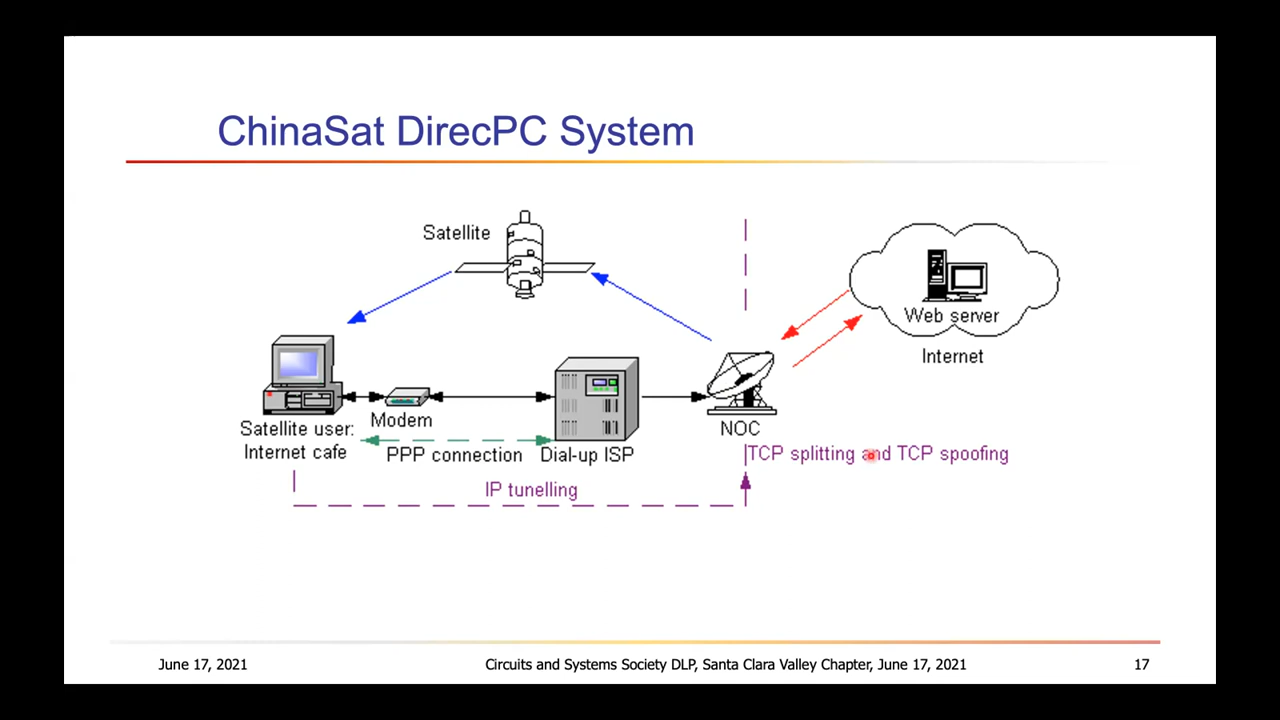 ChinaSat DirecPC System
Satellite
Web server
Internet
Modem
NOC
Satellite user:
Internet cafe
PPP connection
Dial-up ISP
TCP splitting and TCP spoofing
IP tunelling
June 17, 2021
Circuits and Systems Society DLP, Santa Clara Valley Chapter, June 17, 2021
17